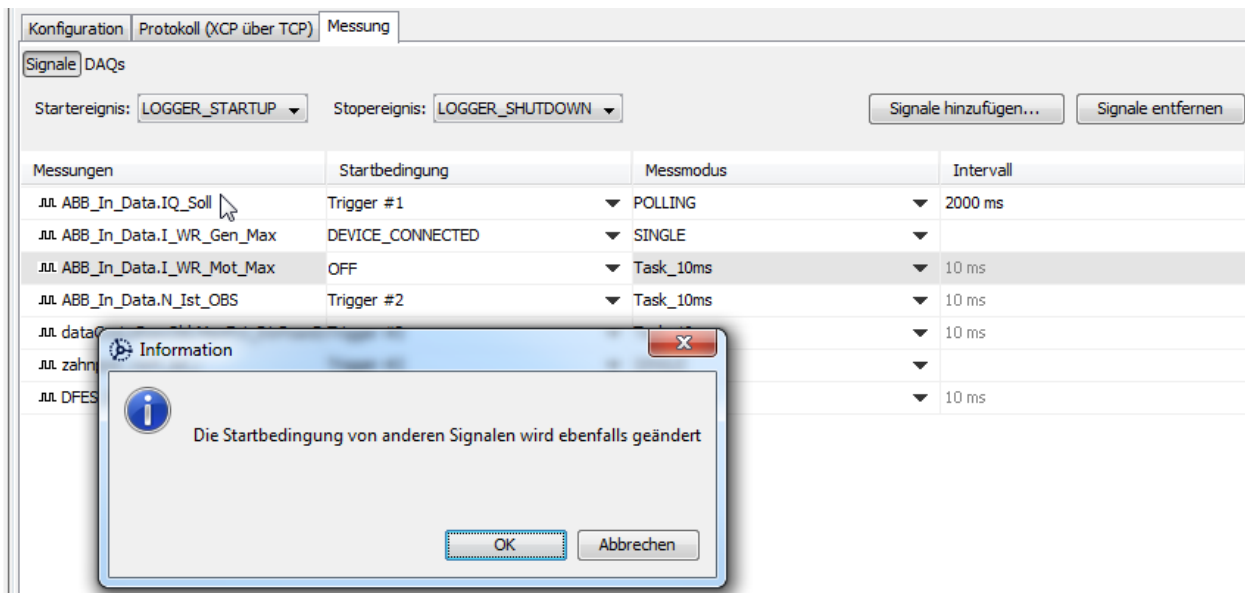 Konfiguration Protokoll (XCP über TCP) Messung
Signale DAQs
Startereignis: LOGGER_STARTUP Stopereignis: LOGGER_SHUTDOWN Signale hinzufügen... Signale entfernen
Messungen Startbedingung Messmodus Intervall
ABB_In_Data.IQ_Soll Trigger #1 POLLING 2000 ms
ABB_In_Data.I_WR_Gen_Max DEVICE_CONNECTED SINGLE
ABB_In_Data.I_WR_Mot_Max OFF Task_10ms 10 ms
ABB_In_Data.N_Ist_OBS Trigger #2 Task_10ms 10 ms
10 ms
10 ms
Information
Die Startbedingung von anderen Signalen wird ebenfalls geändert
OK Abbrechen